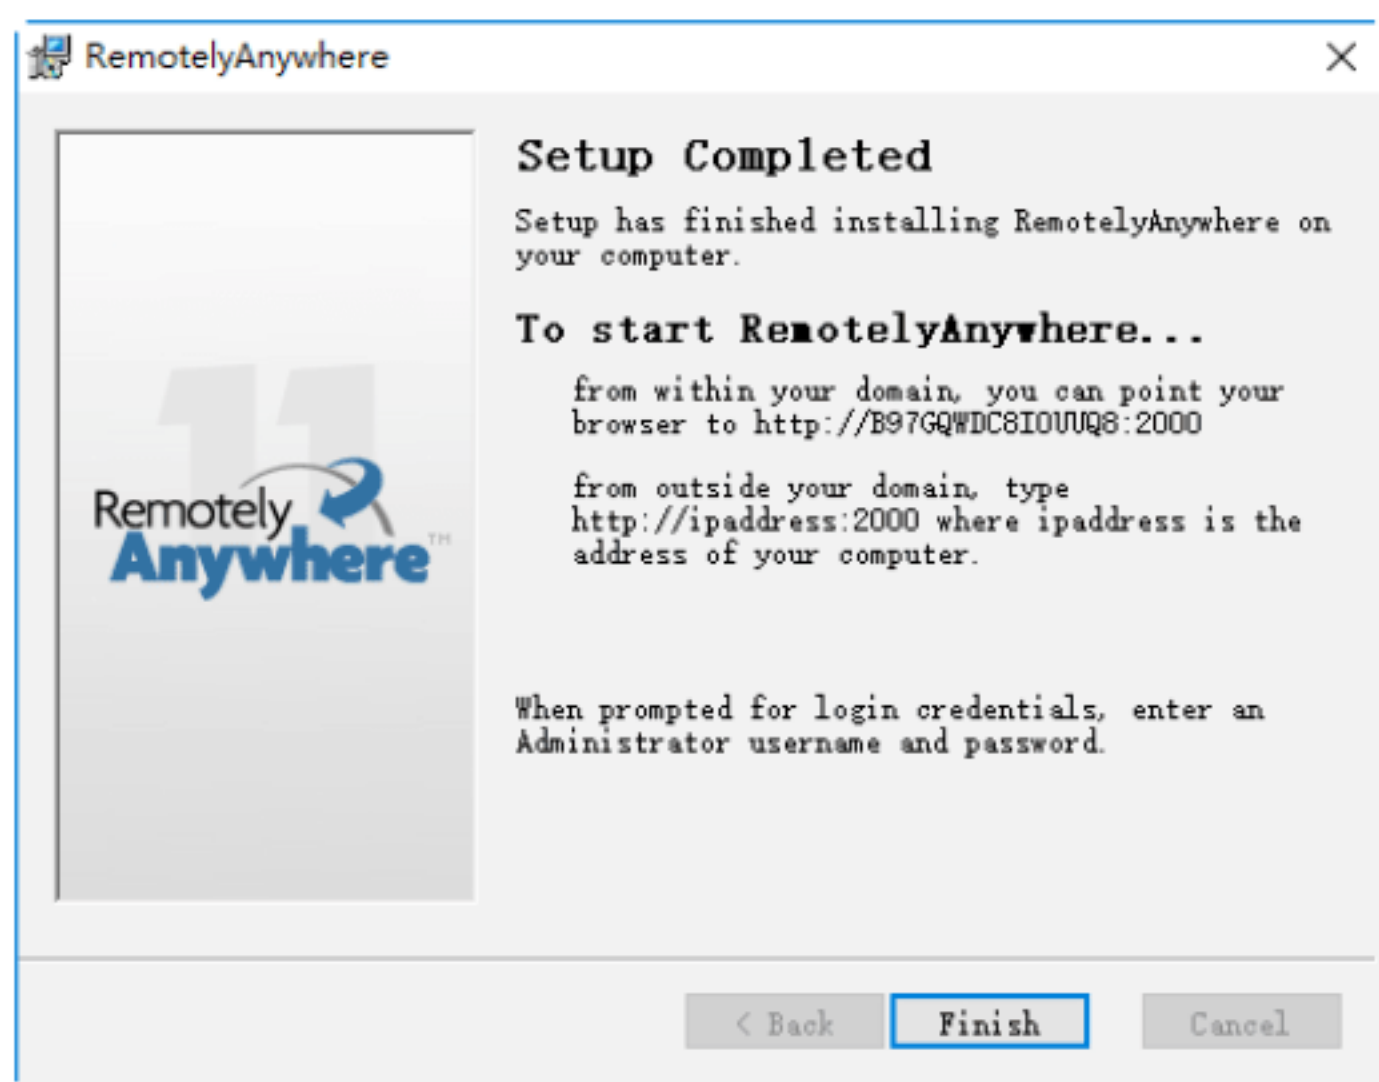 RemotelyAnywhere
Setup Completed
Setup has finished installing RemotelyAnywhere on
your computer.
To start RemotelyAnywhere...
from within your domain, you can point your
browser to http://B97GQWDC8IOUUQ8:2000
from outside your domain, type
http://ipaddress:2000 where ipaddress is the
address of your computer.
11
Remotely
Anywhere™
When prompted for login credentials, enter an
Administrator username and password.
< Back
Finish
Cancel